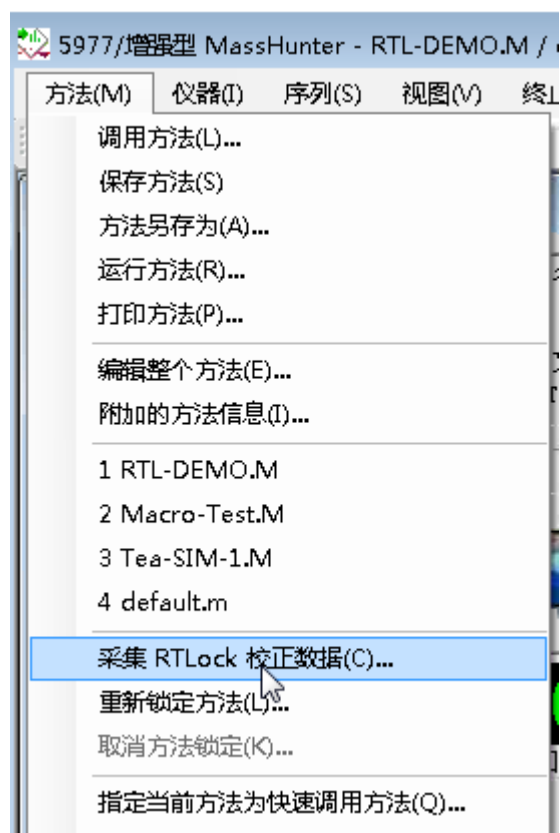 5977/增强型 MassHunter - RTL-DEMO.M /
方法(M) 仪器(I) 序列(S) 视图(V)
调用方法(L)...
保存方法(S)
方法另存为(A)...
运行方法(R)...
打印方法(P)...
编辑整个方法(E)...
附加的方法信息(I)...
1 RTL-DEMO.M
2 Macro-Test.M
3 Tea-SIM-1.M
4 default.m
采集 RTLock 校正数据(C)...
重新锁定方法(L)...
取消方法锁定(K)...
指定当前方法为快速调用方法(Q)...